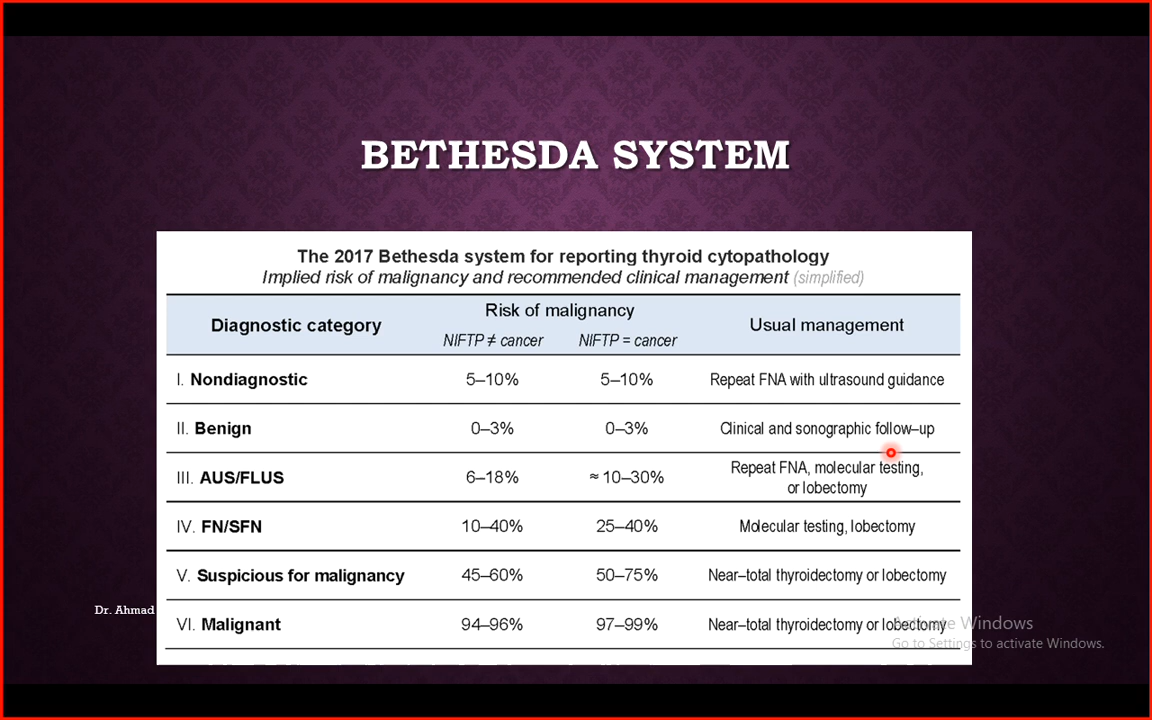 BETHESDA SYSTEM
The 2017 Bethesda system for reporting thyroid cytopathology
Implied risk of malignancy and recommended clinical management (simplified)
Diagnostic category
Risk of malignancy
NIFTP ≠ cancer NIFTP = cancer
Usual management
I. Nondiagnostic 5–10% 5–10% Repeat FNA with ultrasound guidance
II. Benign 0–3% 0–3% Clinical and sonographic follow–up
III. AUS/FLUS 6–18% ≈ 10–30% Repeat FNA, molecular testing,
or lobectomy
IV. FN/SFN 10–40% 25–40% Molecular testing, lobectomy
V. Suspicious for malignancy 45–60% 50–75% Near–total thyroidectomy or lobectomy
Dr. Ahmad
VI. Malignant 94–96% 97–99% Near–total thyroidectomy or lobectomy
Activate Windows
Go to Settings to activate Windows.